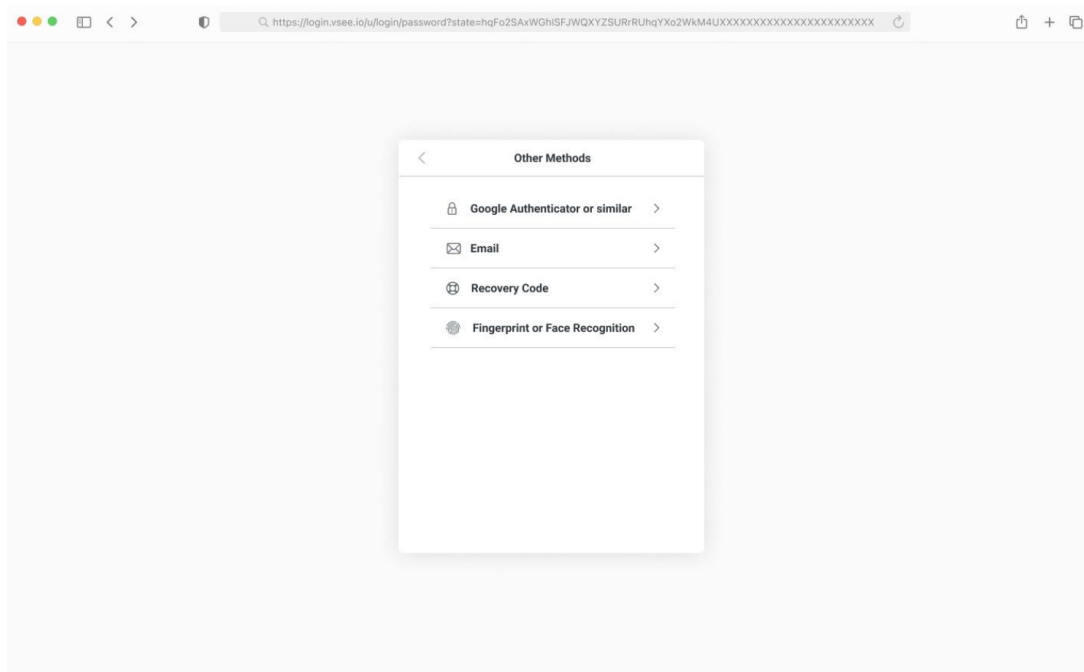 https://login.vsee.io/u/login/password?state=hqFo2SAxWGhlSFJWQXYZSURrRUhqYXo2WkM4UXXXXXXXXXXXXXXXXXXXXXXX
Other Methods
Google Authenticator or similar
Email
Recovery Code
Fingerprint or Face Recognition